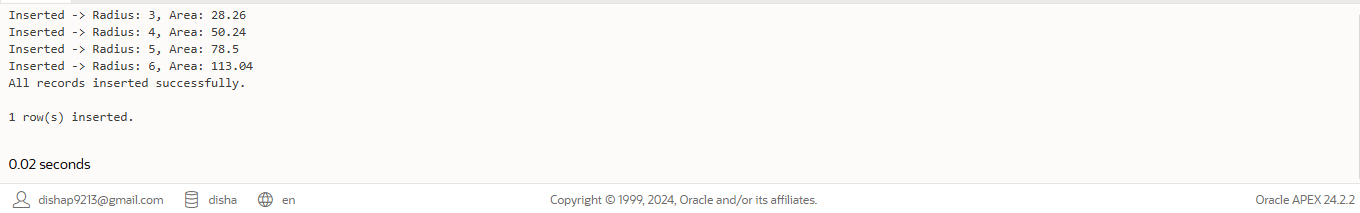 Inserted -> Radius: 3, Area: 28.26
Inserted -> Radius: 4, Area: 50.24
Inserted -> Radius: 5, Area: 78.5
Inserted -> Radius: 6, Area: 113.04
All records inserted successfully.
1 row(s) inserted.
0.02 seconds
dishap9213@gmail.com disha en Copyright © 1999, 2024, Oracle and/or its affiliates. Oracle APEX 24.2.2